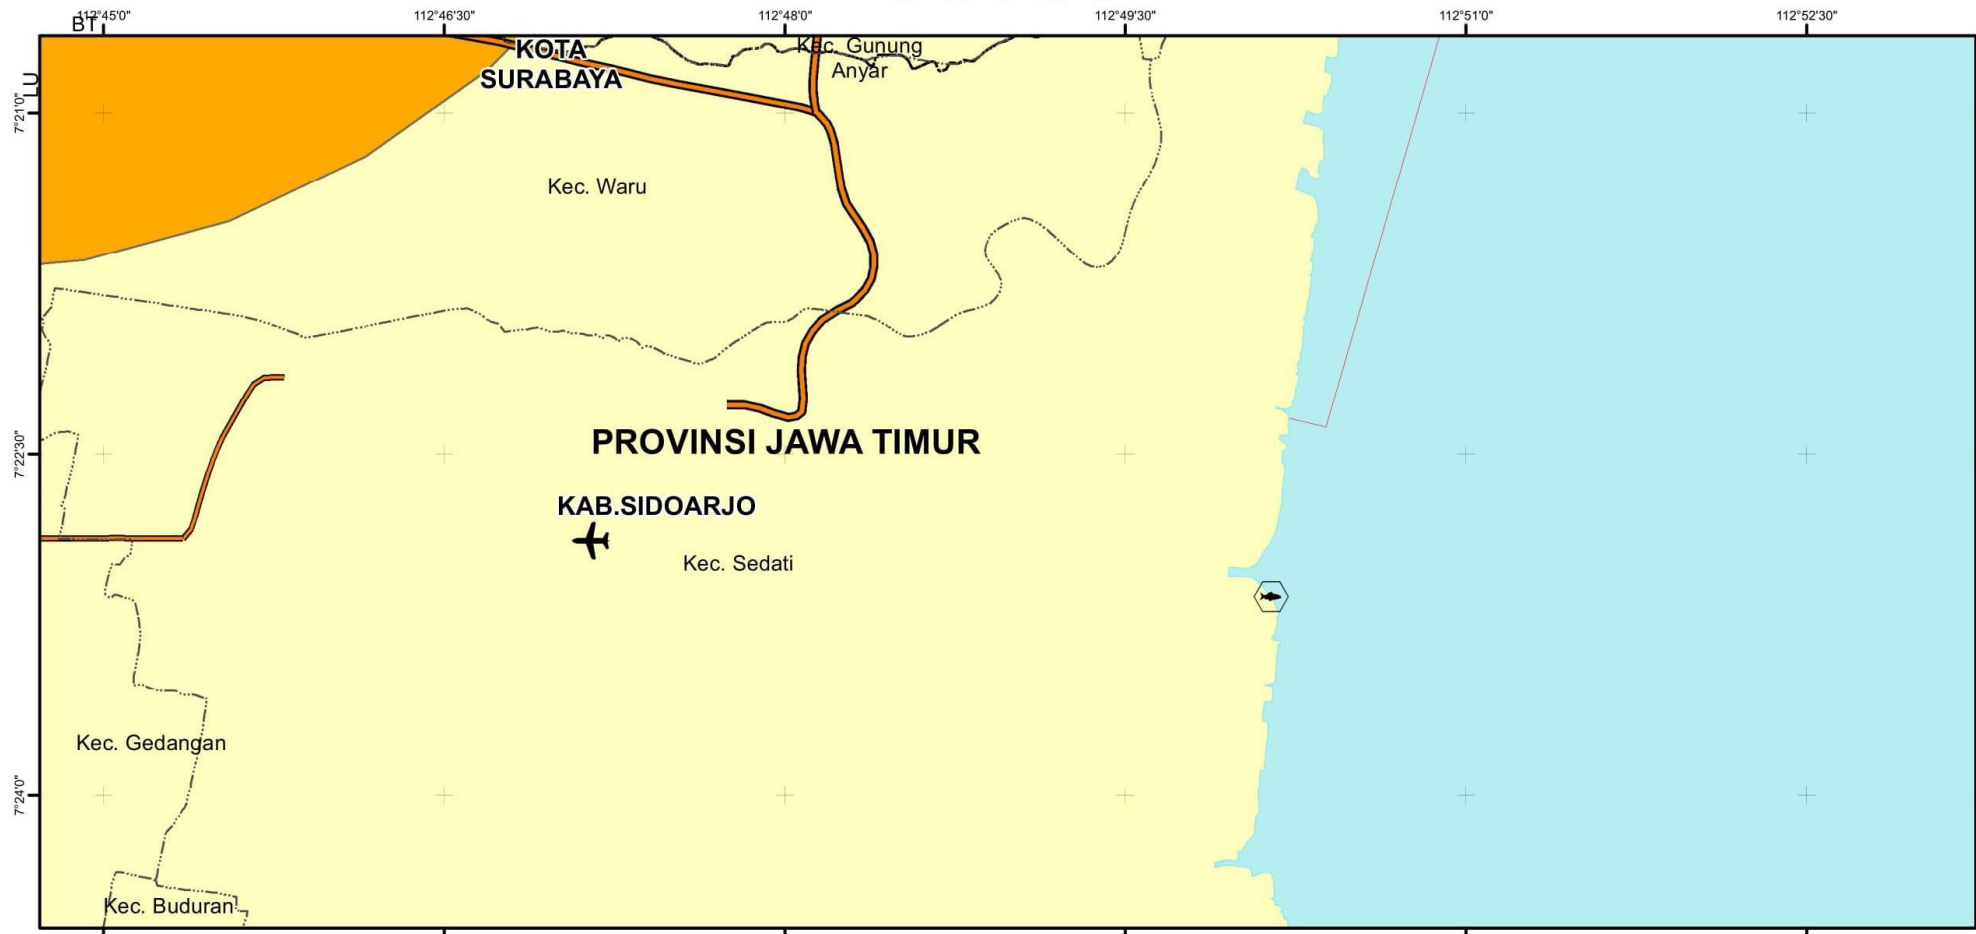 112°45'0"
112°46'30"
112°48'0"
112°49'30"
112°51'0"
112°52'30"
BT
LU
7°21'0"
KOTA
SURABAYA
Kec. Gunung
Anyar
Kec. Waru
7°22'30"
PROVINSI JAWA TIMUR
KAB.SIDOARJO
Kec. Sedati
Kec. Gedangan
7°24'0"
Kec. Buduran